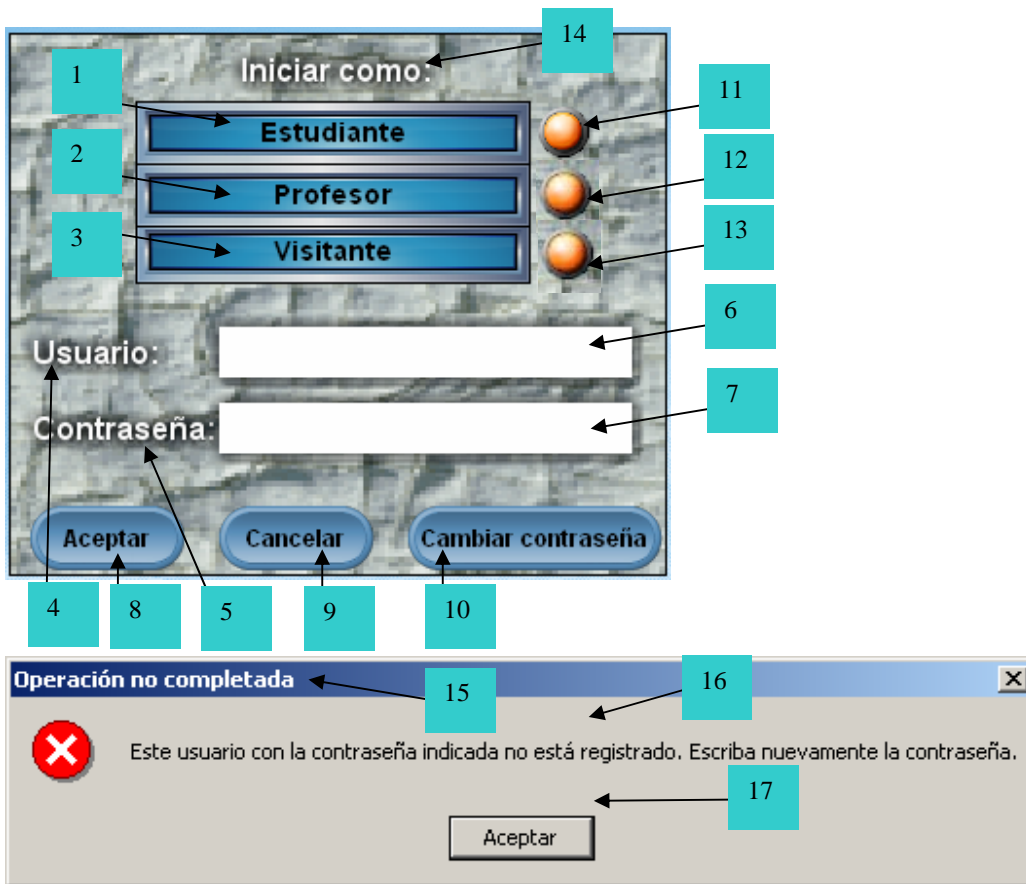 14
Iniciar como:
1
11
Estudiante
2
12
Profesor
3
13
Visitante
6
Usuario:
7
Contraseña:
Aceptar Cancelar Cambiar contraseña
4 8 5 9 10
Operación no completada
15
16
Este usuario con la contraseña indicada no está registrado. Escriba nuevamente la contraseña.
17
Aceptar